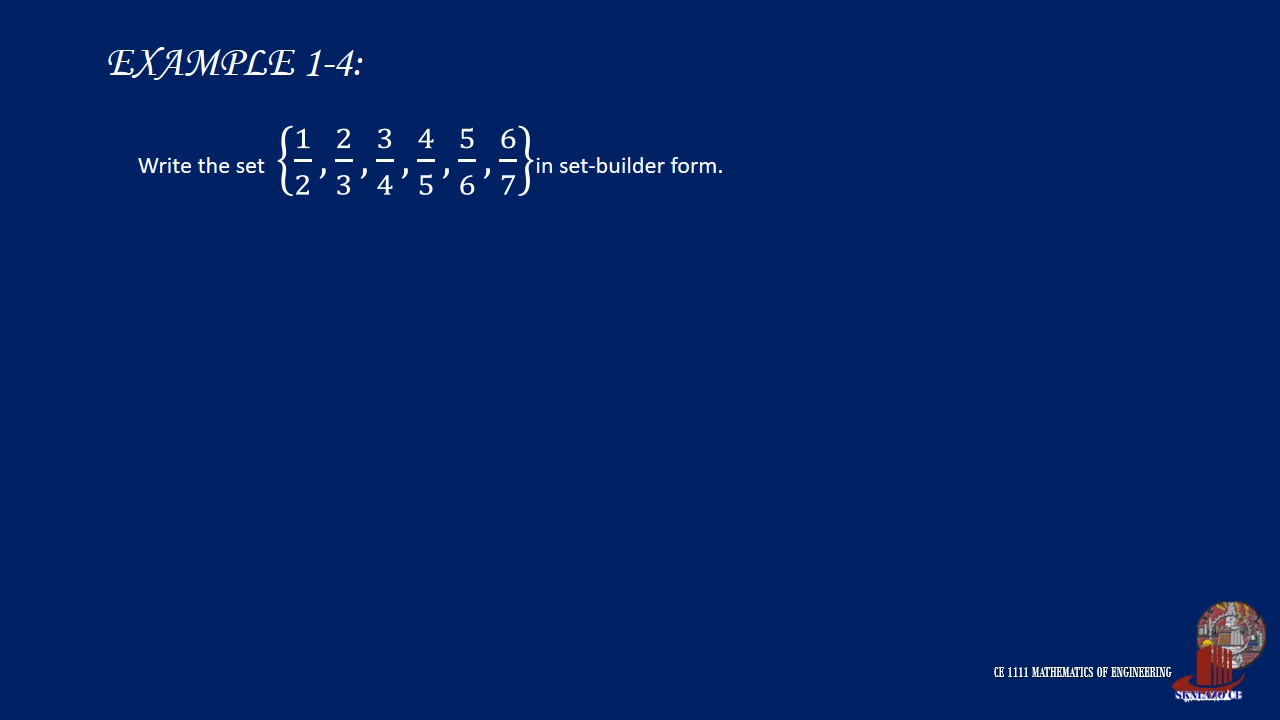 EXAMPLE 1-4:
Write the set {1/2, 2/3, 3/4, 4/5, 5/6, 6/7} in set-builder form.
CE 1111 MATHEMATICS OF ENGINEERING